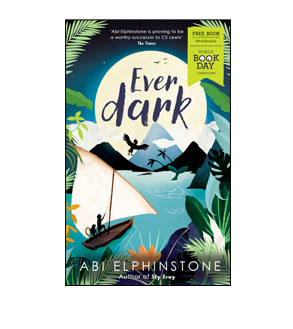 'Abi Elphinstone is proving to be
a worthy successor to CS Lewis'
The Times
FREE BOOK
WORLD
BOOK
DAY
Ever
dark
ABI ELPHINSTONE
Author of Sky Song